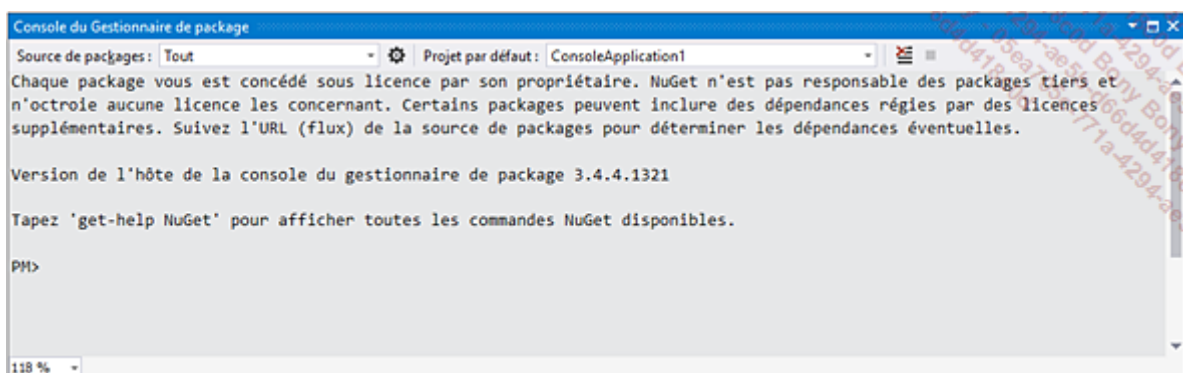 Console du Gestionnaire de package
Source de packages : Tout Projet par défaut : ConsoleApplication1
Chaque package vous est concédé sous licence par son propriétaire. NuGet n'est pas responsable des packages tiers et
n'octroie aucune licence les concernant. Certains packages peuvent inclure des dépendances régies par des licences
supplémentaires. Suivez l'URL (flux) de la source de packages pour déterminer les dépendances éventuelles.
Version de l'hôte de la console du gestionnaire de package 3.4.4.1321
Tapez 'get-help NuGet' pour afficher toutes les commandes NuGet disponibles.
PM>
118 %